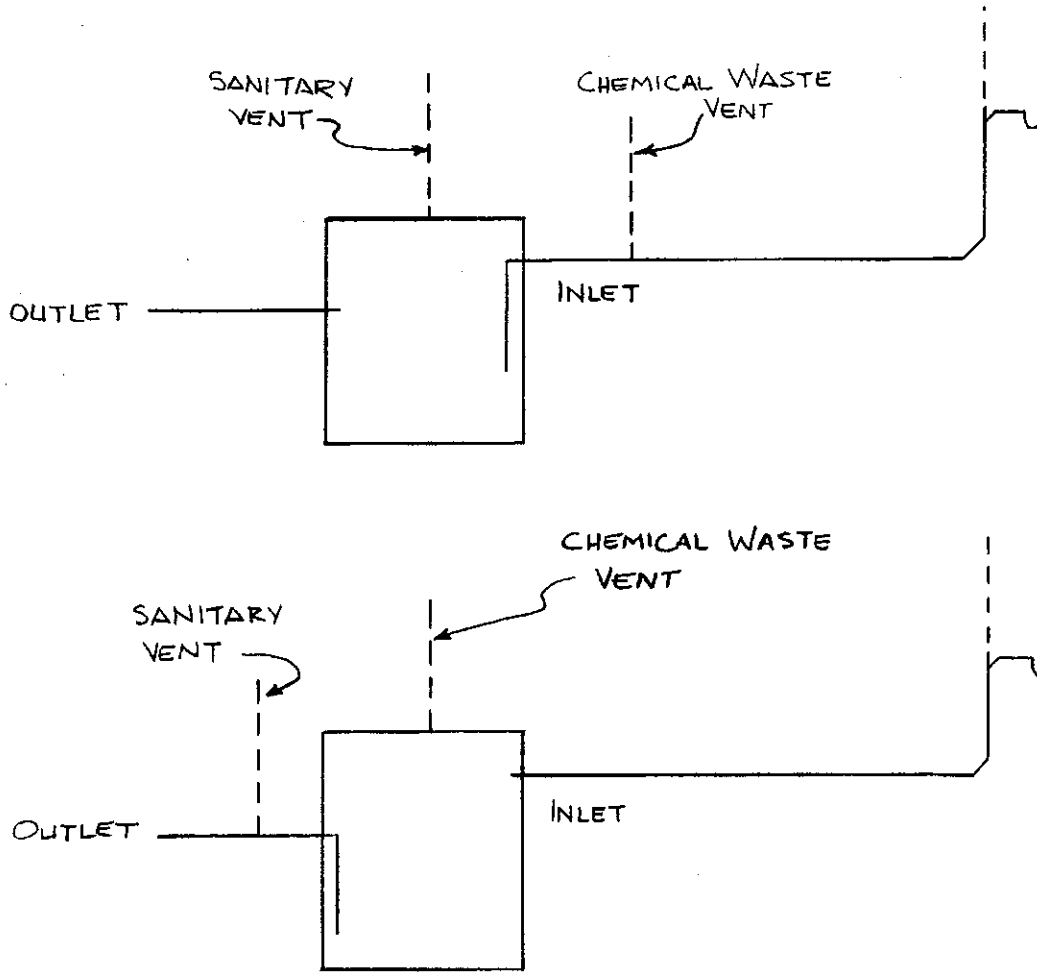 SANITARY
VENT
CHEMICAL WASTE
VENT
OUTLET
INLET
CHEMICAL WASTE
VENT
SANITARY
VENT
OUTLET
INLET